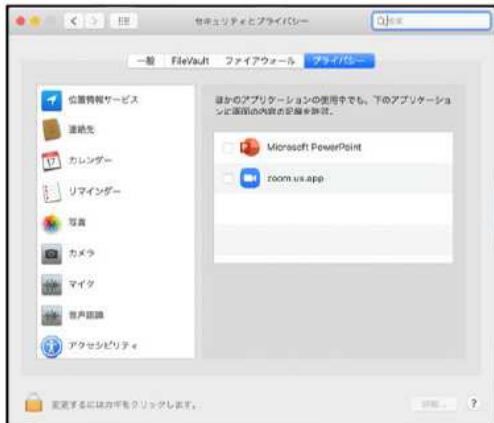 セキュリティとプライバシー
検索
一般 FileVault ファイアウォール プライバシー
位置情報サービス
連絡先
カレンダー
リマインダー
写真
カメラ
マイク
音声認識
アクセシビリティ
ほかのアプリケーションの使用中でも、下のアプリケーショ
ンに画面の内容の記録を許可。
Microsoft PowerPoint
zoom.us.app
変更するにはカギをクリックします。
詳細...
?